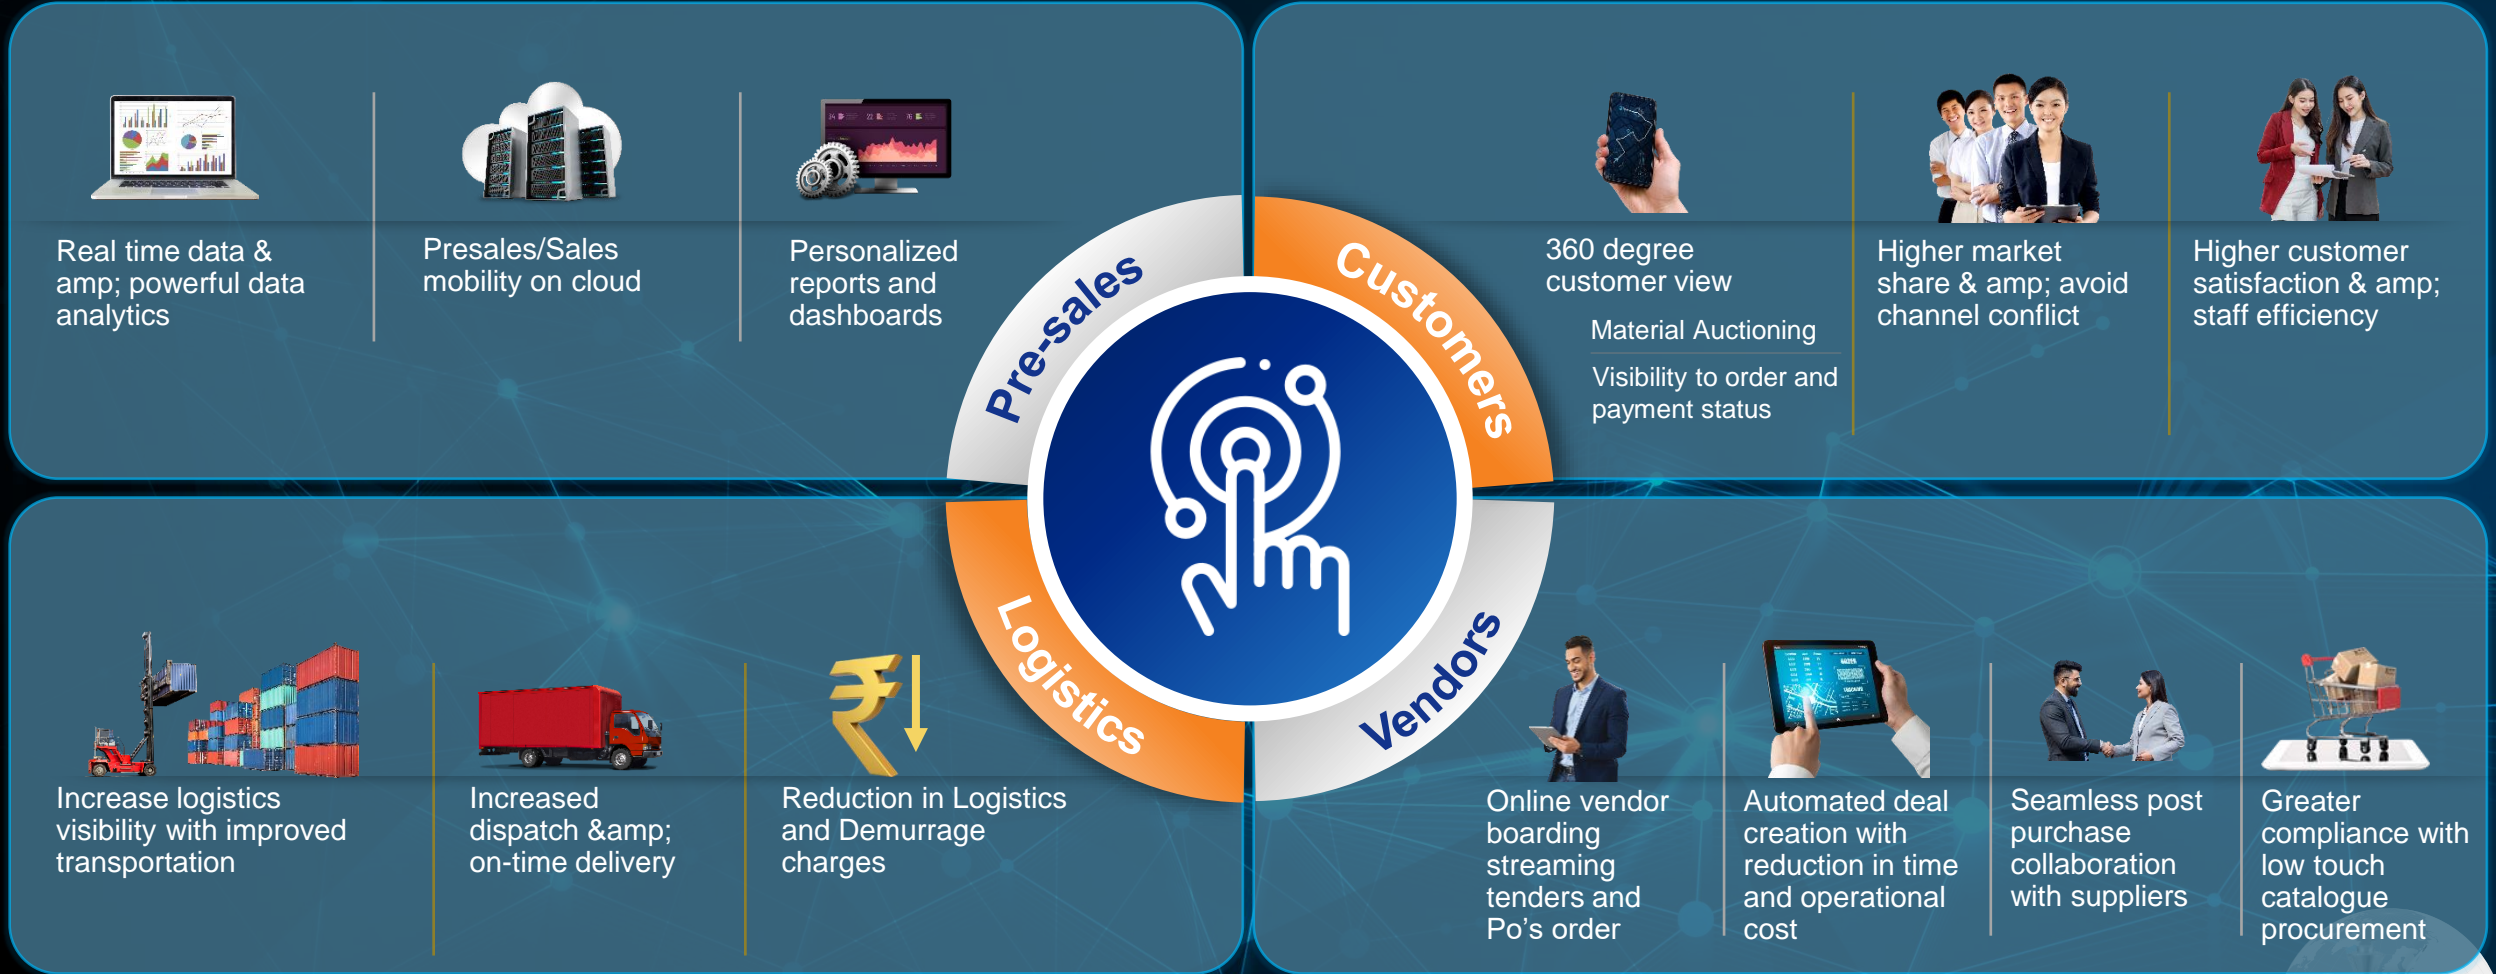 Real time data &
amp; powerful data
analytics
Presales/Sales
mobility on cloud
Personalized
reports and
dashboards
Pre-sales
Customers
360 degree
customer view
Material Auctioning
Visibility to order and
payment status
Higher market
share & amp; avoid
channel conflict
Higher customer
satisfaction & amp;
staff efficiency
Logistics
Increase logistics
visibility with improved
transportation
Increased
dispatch &amp;
on-time delivery
Reduction in Logistics
and Demurrage
charges
Vendors
Online vendor
boarding
streaming
tenders and
Po's order
Automated deal
creation with
reduction in time
and operational
cost
Seamless post
purchase
collaboration
with suppliers
Greater
compliance with
low touch
catalogue
procurement